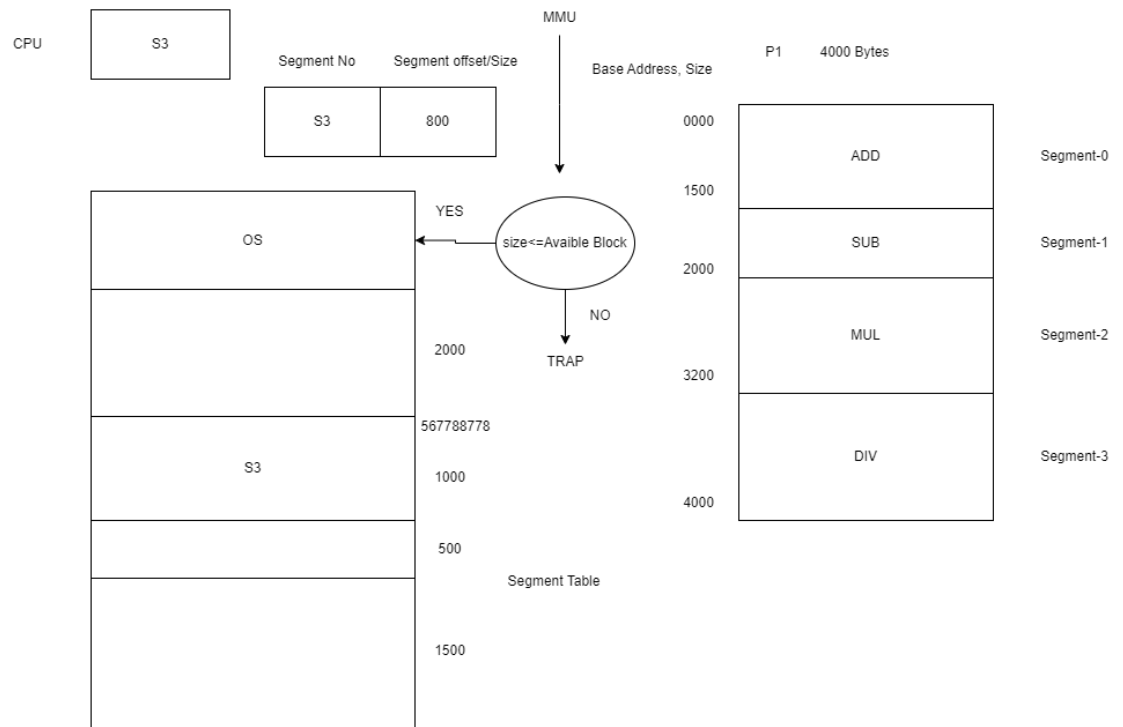 MMU
CPU
S3
P1 4000 Bytes
Segment No Segment offset/Size
Base Address, Size
S3 800
0000
ADD
Segment-0
1500
YES
OS
size<=Avaible Block
SUB
Segment-1
2000
NO
MUL
Segment-2
2000
TRAP
3200
567788778
S3
1000
DIV
Segment-3
4000
500
Segment Table
1500